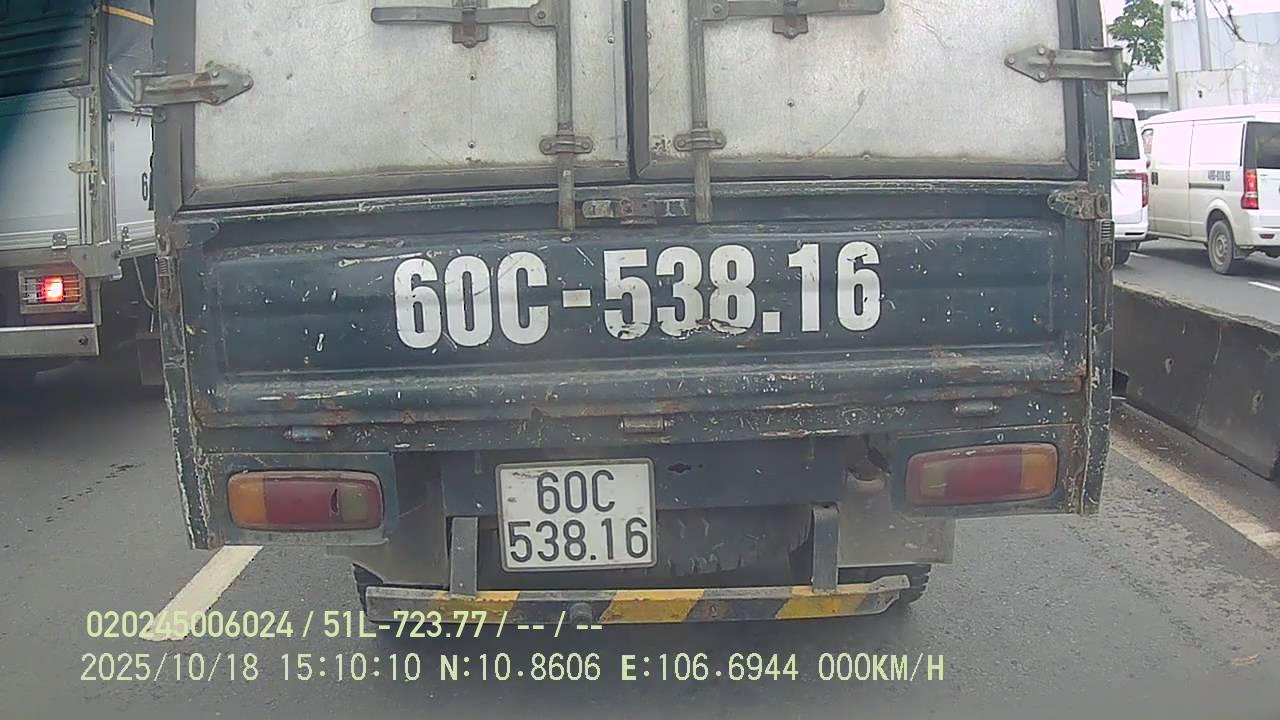 60C-538.16
60C
538.16
020245006024 / 51L-723.77 / -- / --
2025/10/18 15:10:10 N:10.8606 E:106.6944 000KM/H